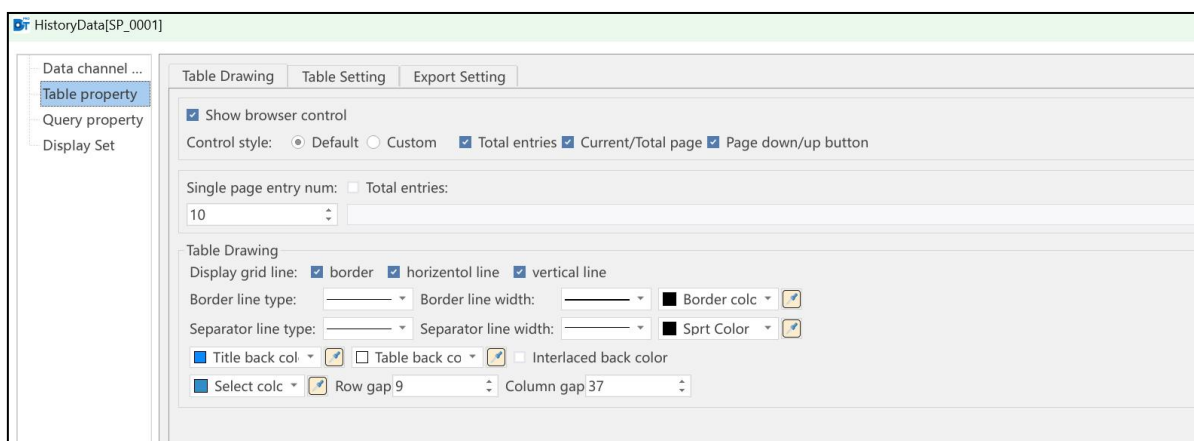 HistoryData[SP_0001]
Data channel ...
Table property
Query property
Display Set
Table Drawing Table Setting Export Setting
Show browser control
Control style: Default Custom Total entries Current/Total page Page down/up button
Single page entry num: Total entries:
10
Table Drawing
Display grid line: border horizentol line vertical line
Border line type: Border line width: Border colc
Separator line type: Separator line width: Sprt Color
Title back col Table back co Interlaced back color
Select colc Row gap 9 Column gap 37